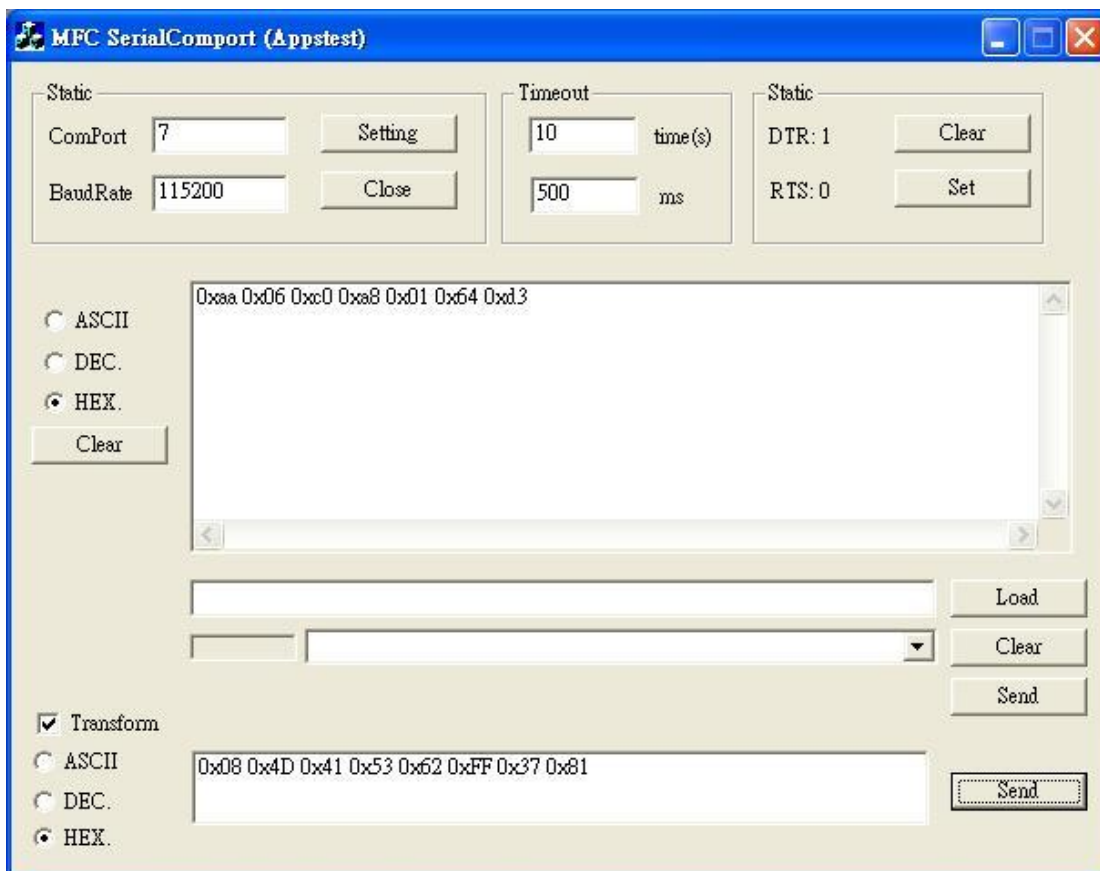 MFC SerialComport (Appstest)
Static
ComPort 7 Setting
BaudRate 115200 Close
Timeout
10 time(s)
500 ms
Static
DTR: 1 Clear
RTS: 0 Set
ASCII
DEC.
HEX.
Clear
0xaa 0x06 0xc0 0xa8 0x01 0x64 0xd3
Load
Clear
Send
Transform
ASCII
DEC.
HEX.
0x08 0x4D 0x41 0x53 0x62 0xFF 0x37 0x81
Send